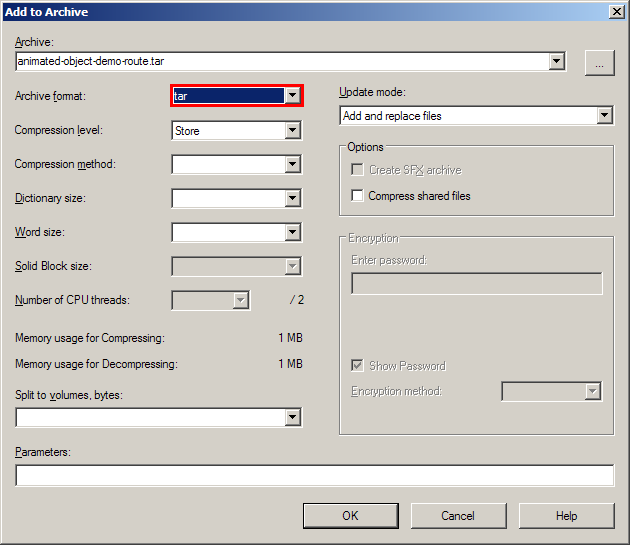 Add to Archive
Archive:
animated-object-demo-route.tar
...
Archive format:
tar
Compression level:
Store
Compression method:
Dictionary size:
Word size:
Solid Block size:
Number of CPU threads:
/ 2
Memory usage for Compressing:
1 MB
Memory usage for Decompressing:
1 MB
Split to volumes, bytes:
Update mode:
Add and replace files
Options
Create SFX archive
Compress shared files
Encryption
Enter password:
Show Password
Encryption method:
Parameters:
OK
Cancel
Help